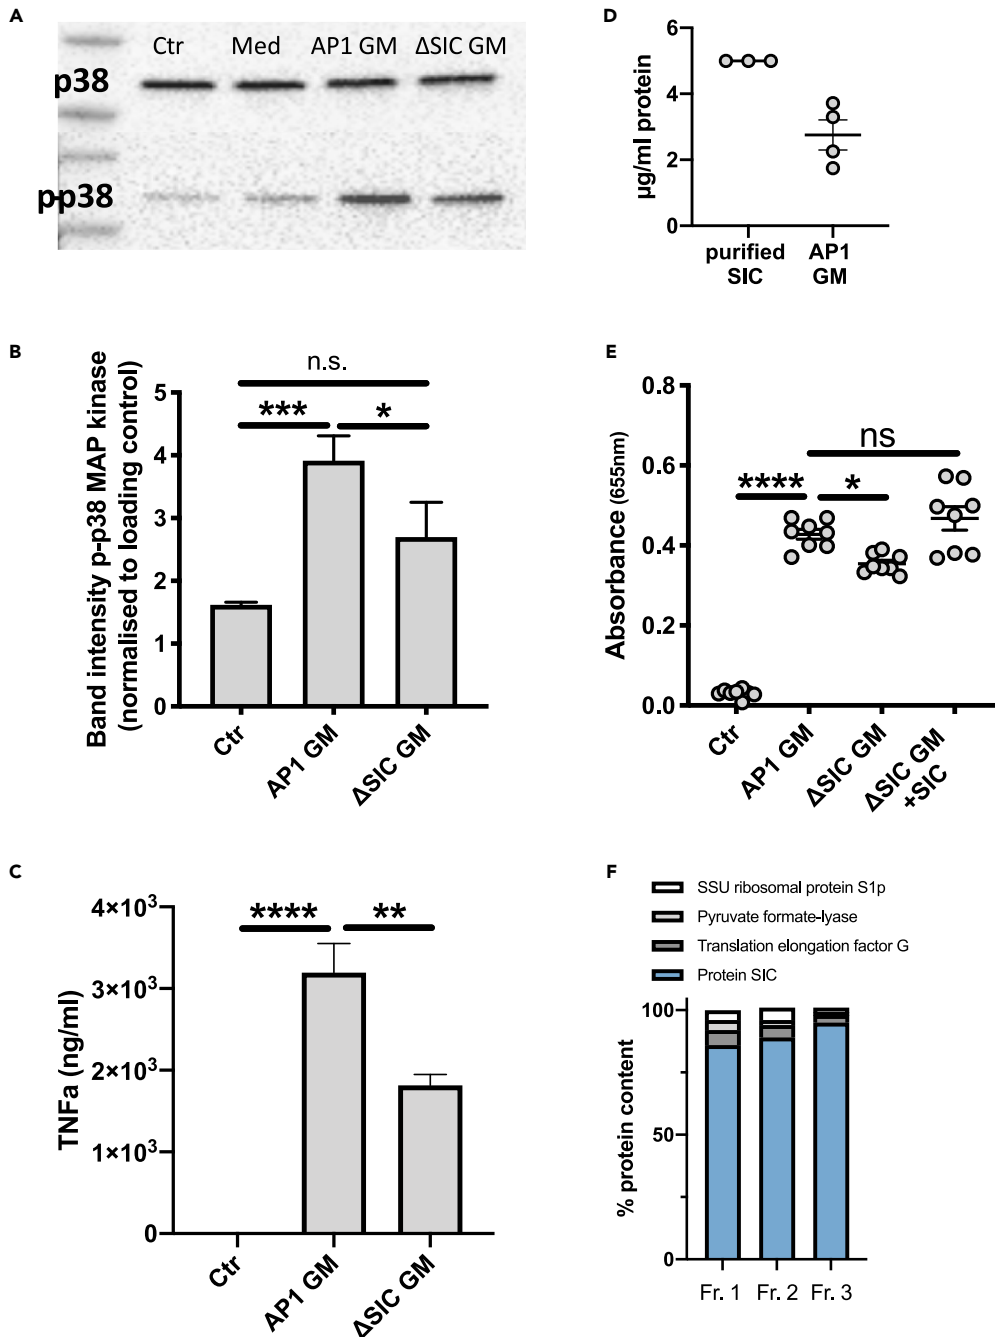 A
Ctr Med AP1 GM ΔSIC GM
p38
pp38
B
Band intensity p-p38 MAP kinase
(normalised to loading control)
5
4
3
2
1
0
n.s.
*** *
Ctr
AP1 GM
ΔSIC GM
C
TNFa (ng/ml)
4×10³
3×10³
2×10³
1×10³
0
**** **
Ctr
AP1 GM
ΔSIC GM
D
µg/ml protein
6
4
2
0
purified
SIC
AP1
GM
E
Absorbance (655nm)
0.8
0.6
0.4
0.2
0.0
ns
**** *
Ctr
AP1 GM
ΔSIC GM
ΔSIC GM
+SIC
F
SSU ribosomal protein S1p
Pyruvate formate-lyase
Translation elongation factor G
Protein SIC
% protein content
100
50
0
Fr. 1 Fr. 2 Fr. 3